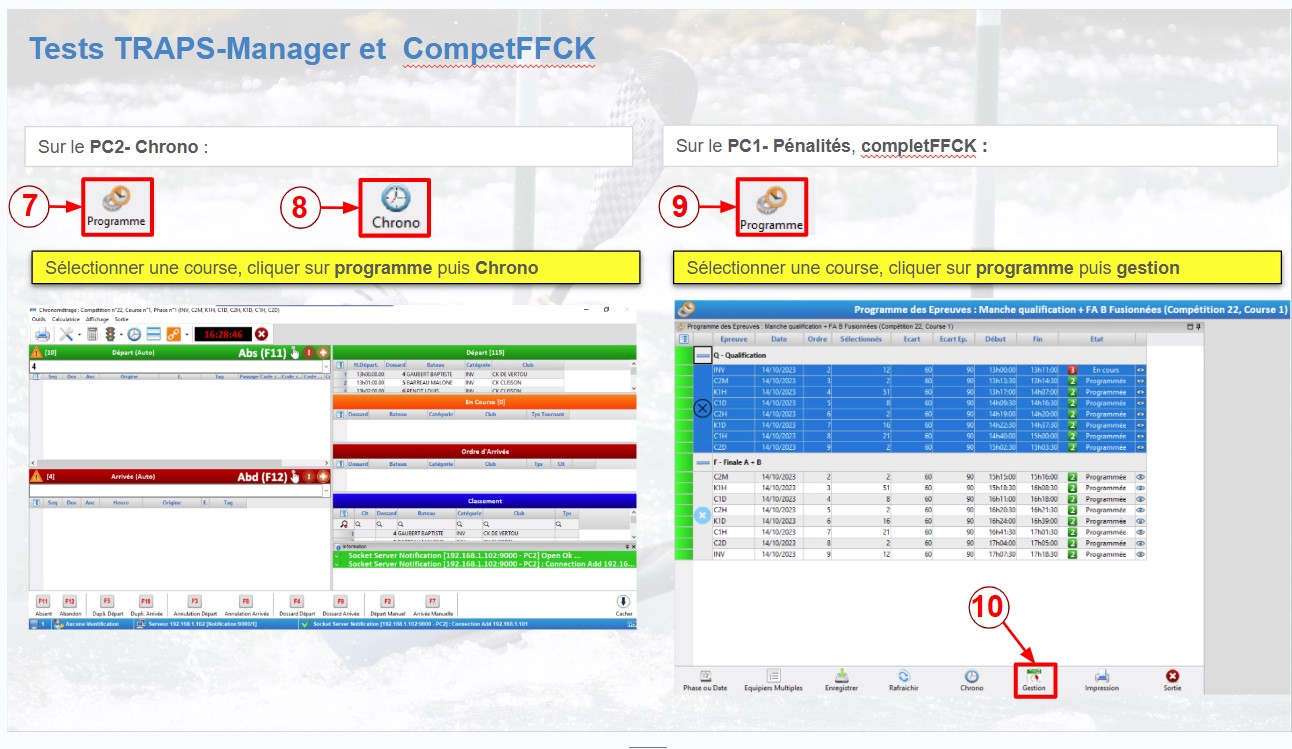 Tests TRAPS-Manager et CompetFFCK
Sur le PC2- Chrono :
7
Programme
8
Chrono
Sélectionner une course, cliquer sur programme puis Chrono
Chronométrage : Compétition n°22, Course n°1, Phase n°1 (INV, C2M, K1H, C1D, C2H, K1D, C1H, C2D)
Outils Calculatrice Affichage Sortie
16:28:46
[10] Départ (Auto) Abs (F11)
4
Seq Dos Anc Origine E. Tag
Départ [115]
H.Départ. Dossard Bateau Catégorie Club
1 13h00:00.00 4 GAUBERT BAPTISTE INV CK DE VERTOU
2 13h01:00.00 5 BARREAU MALONE INV CK CLISSON
En Course [0]
Dossard Bateau Catégorie Club Tps Tournant
Ordre d'Arrivée
Dossard Bateau Catégorie Club Tps Clt
[4] Arrivée (Auto) Abd (F12)
Seq Dos Anc Heure Origine E. Tag
Classement
Clt Dossard Bateau Catégorie Club Tps
1 4 GAUBERT BAPTISTE INV CK DE VERTOU
Information
Socket Server Notification [192.168.1.102:9000 - PC2] Open Ok ...
Socket Server Notification [192.168.1.102:9000 - PC2] : Connection Add 192.16...
F11 F12 F5 F10 F3 F8 F4 F9 F2 F7
Absent Abandon Dupli. Départ Dupli. Arrivée Annulation Départ Annulation Arrivée Dossard Départ Dossard Arrivée Départ Manuel Arrivée Manuelle Cacher
1 Aucune Identification Serveur 192.168.1.102 [Notification:9000/1] Socket Server Notification [192.168.1.102:9000 - PC2] : Connection Add 192.168.1.101
Sur le PC1- Pénalités, completFFCK :
9
Programme
Sélectionner une course, cliquer sur programme puis gestion
Programme des Epreuves : Manche qualification + FA B Fusionnées (Compétition 22, Course 1)
Programme des Epreuves : Manche qualification + FA B Fusionnées (Compétition 22, Course 1)
Epreuve Date Ordre Sélectionnés Ecart Ecart Ep. Début Fin Etat
Q - Qualification
INV 14/10/2023 2 12 60 90 13h00:00 13h11:00 3 En cours
C2M 14/10/2023 3 2 60 90 13h13:30 13h14:30 2 Programmée
K1H 14/10/2023 4 51 60 90 13h17:00 14h07:00 2 Programmée
C1D 14/10/2023 5 8 60 90 14h09:30 14h16:30 2 Programmée
C2H 14/10/2023 6 2 60 90 14h19:00 14h20:00 2 Programmée
K1D 14/10/2023 7 16 60 90 14h22:30 14h37:30 2 Programmée
C1H 14/10/2023 8 21 60 90 14h40:00 15h00:00 2 Programmée
C2D 14/10/2023 9 2 60 90 15h02:30 15h03:30 2 Programmée
F - Finale A + B
C2M 14/10/2023 2 2 60 90 15h15:00 15h16:00 2 Programmée
K1H 14/10/2023 3 51 60 90 15h18:30 16h08:30 2 Programmée
C1D 14/10/2023 4 8 60 90 16h11:00 16h18:00 2 Programmée
C2H 14/10/2023 5 2 60 90 16h20:30 16h21:30 2 Programmée
K1D 14/10/2023 6 16 60 90 16h24:00 16h39:00 2 Programmée
C1H 14/10/2023 7 21 60 90 16h41:30 17h01:30 2 Programmée
C2D 14/10/2023 8 2 60 90 17h04:00 17h05:00 2 Programmée
INV 14/10/2023 9 12 60 90 17h07:30 17h18:30 2 Programmée
10
Phase ou Date Equipiers Multiples Enregistrer Rafraichir Chrono Gestion Impression Sortie